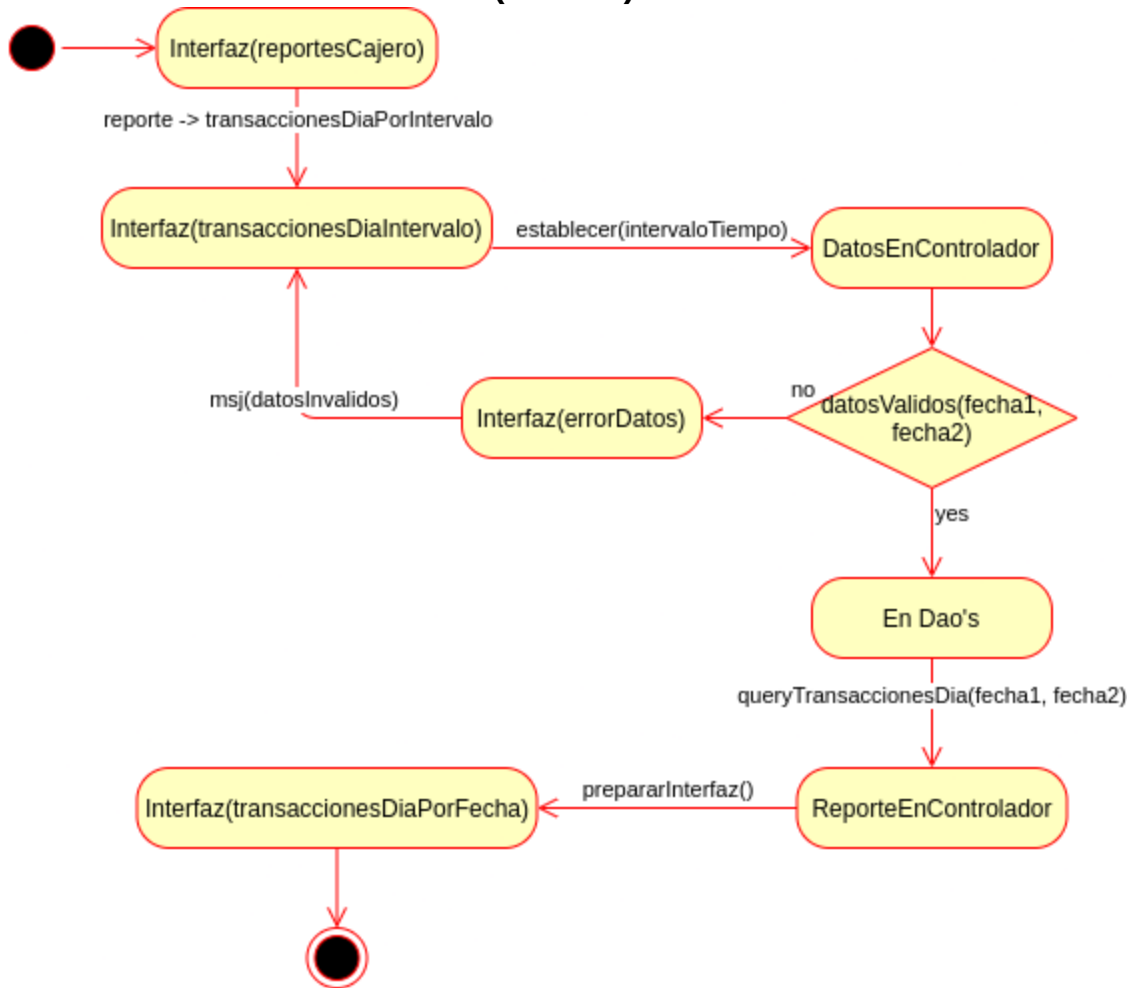 Interfaz(reportesCajero)
reporte -> transaccionesDiaPorIntervalo
Interfaz(transaccionesDiaIntervalo)
establecer(intervaloTiempo)
DatosEnControlador
no
datosValidos(fecha1,
fecha2)
msj(datosInvalidos)
Interfaz(errorDatos)
yes
En Dao's
queryTransaccionesDia(fecha1, fecha2)
Interfaz(transaccionesDiaPorFecha)
prepararInterfaz()
ReporteEnControlador